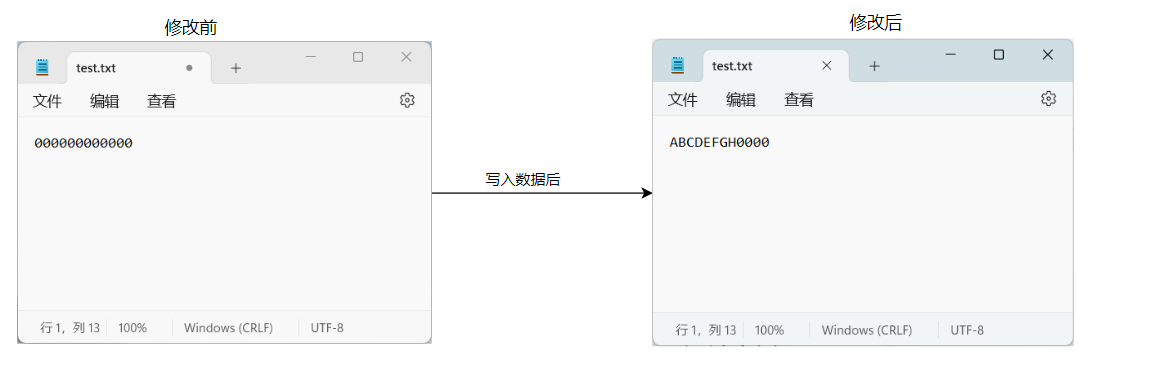 修改前
test.txt
文件 编辑 查看
000000000000
行 1，列 13 100% Windows (CRLF) UTF-8
写入数据后
修改后
test.txt
文件 编辑 查看
ABCDEFGH0000
行 1，列 13 100% Windows (CRLF) UTF-8